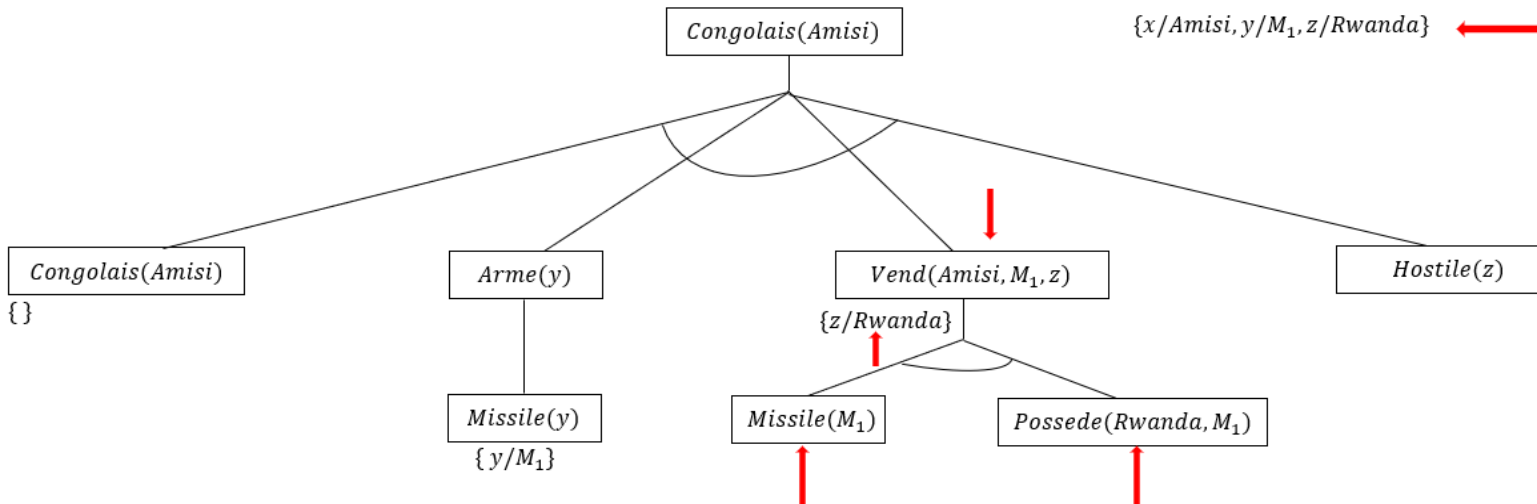 Congolais(Amisi)
{x/Amisi, y/M₁, z/Rwanda}
Congolais(Amisi)
Arme(y)
Vend(Amisi, M₁, z)
Hostile(z)
{ }
{z/Rwanda}
Missile(y)
Missile(M₁)
Possede(Rwanda, M₁)
{ y/M₁}